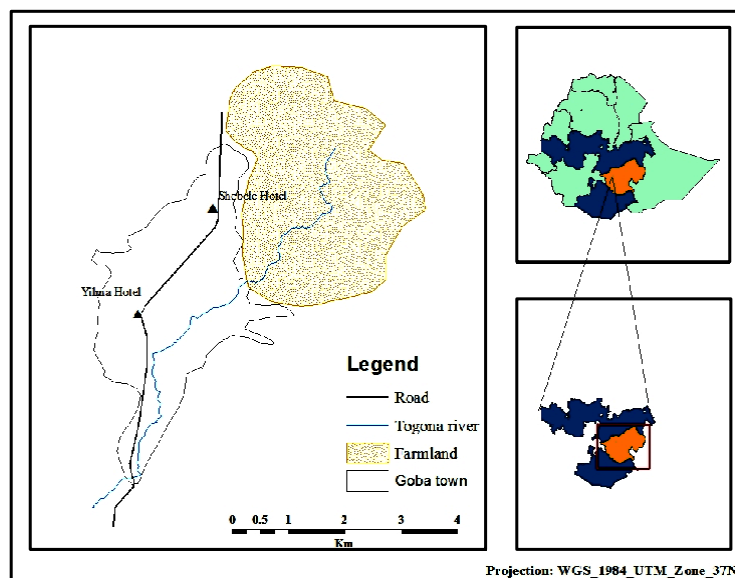 Shebele Hotel
Yilma Hotel
Legend
Road
Togona river
Farmland
Goba town
0 0.5 1 2 3 4
Km
Projection: WGS_1984_UTM_Zone_37N